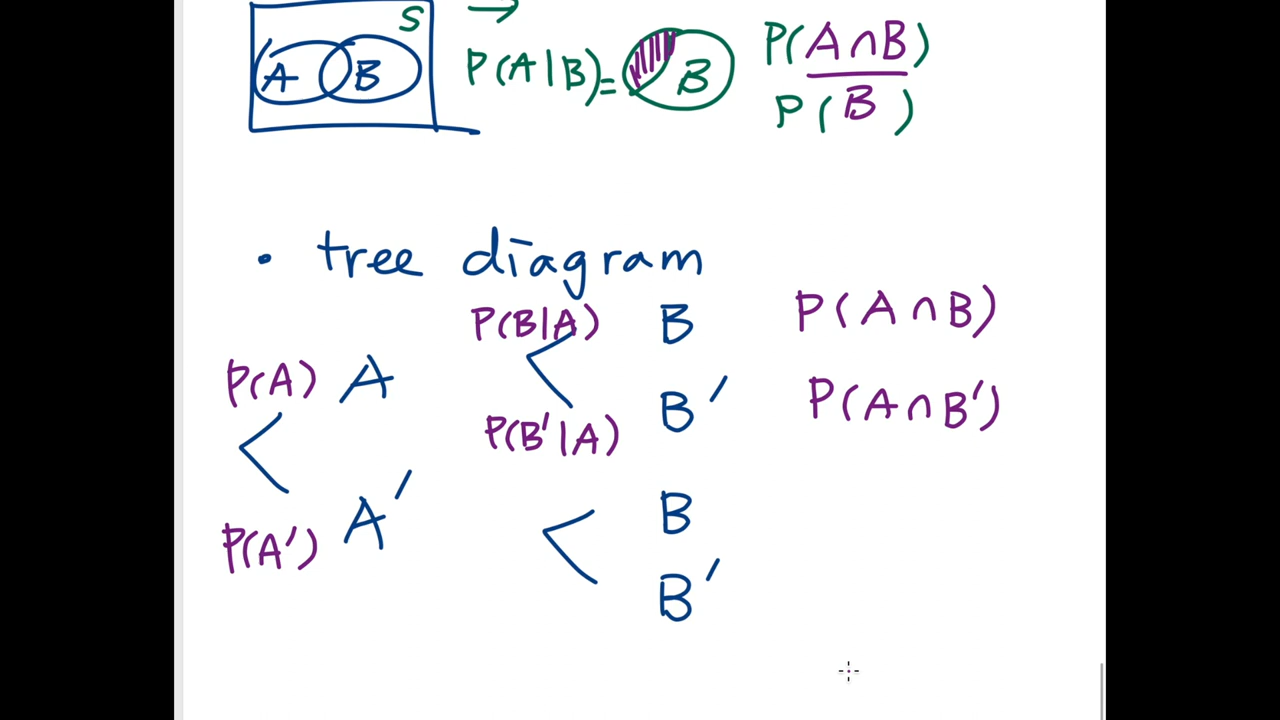 S
A B P(A|B) = B P(A∩B)
P(B)
• tree diagram
P(B|A) B P(A∩B)
P(A) A
B′ P(A∩B′)
P(B′|A)
A′ B
P(A′)
B′